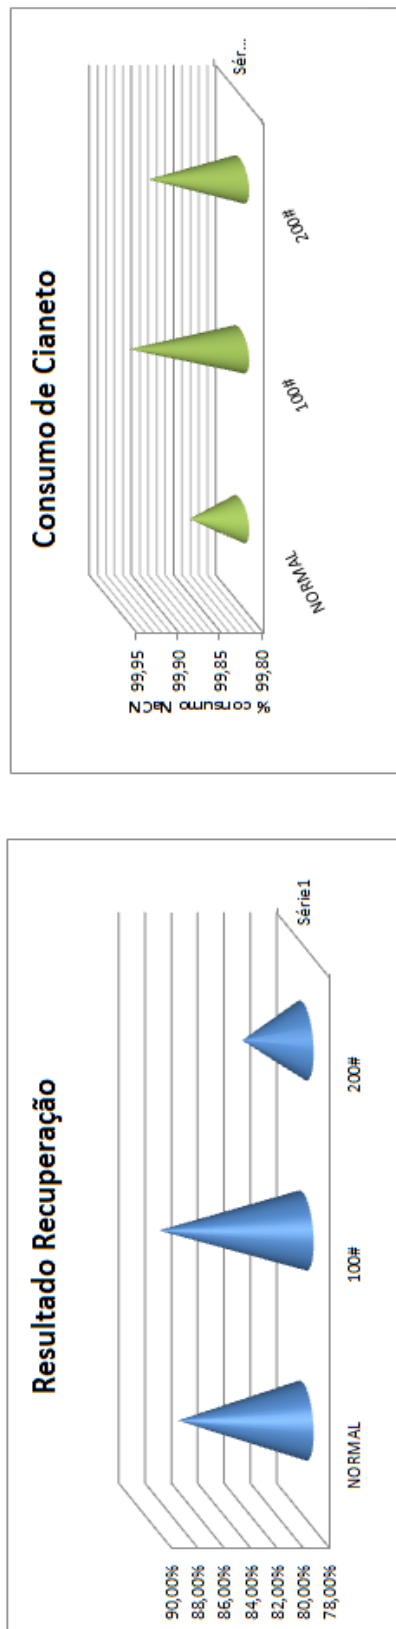 Resultado Recuperação
90,00%
88,00%
86,00%
84,00%
82,00%
80,00%
78,00%
NORMAL
100#
200#
Série1
Consumo de Cianeto
% consumo NaCN
99,95
99,90
99,85
99,80
NORMAL
100#
200#
Sér...